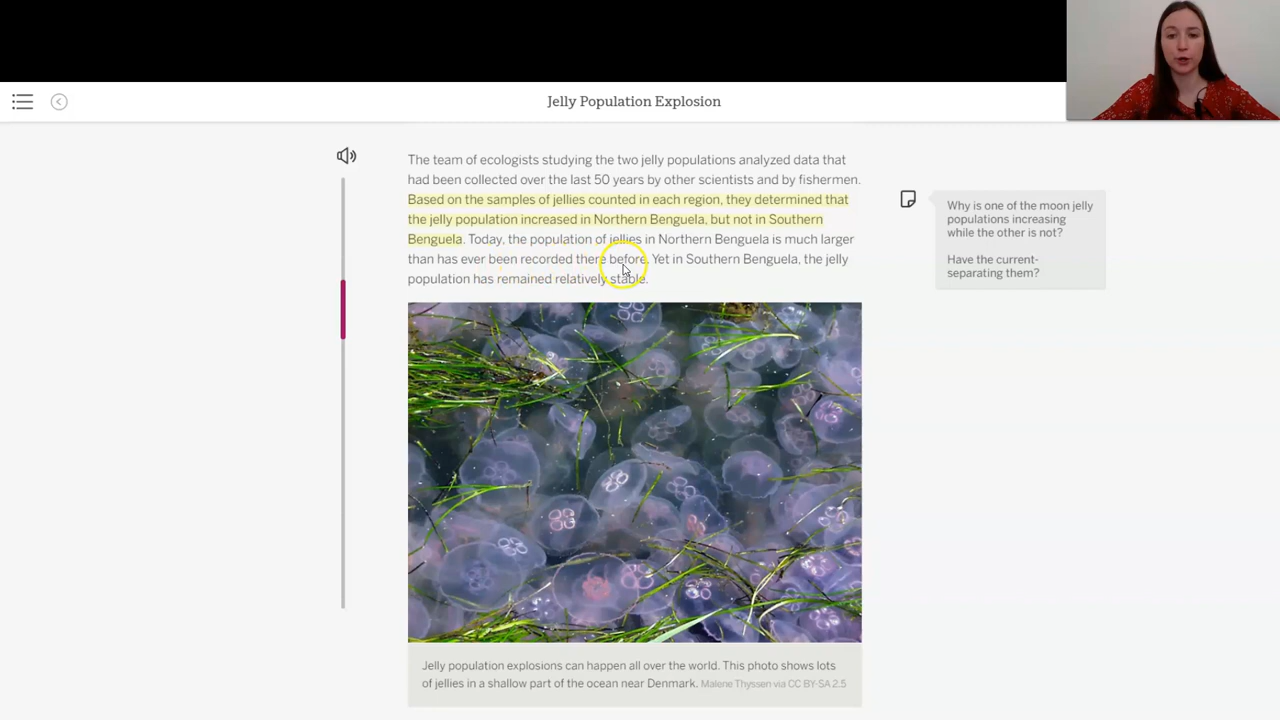 Jelly Population Explosion
The team of ecologists studying the two jelly populations analyzed data that
had been collected over the last 50 years by other scientists and by fishermen.
Based on the samples of jellies counted in each region, they determined that
the jelly population increased in Northern Benguela, but not in Southern
Benguela. Today, the population of jellies in Northern Benguela is much larger
than has ever been recorded there before. Yet in Southern Benguela, the jelly
population has remained relatively stable.
Why is one of the moon jelly
populations increasing
while the other is not?
Have the current-
separating them?
Jelly population explosions can happen all over the world. This photo shows lots
of jellies in a shallow part of the ocean near Denmark. Malene Thyssen via CC BY-SA 2.5